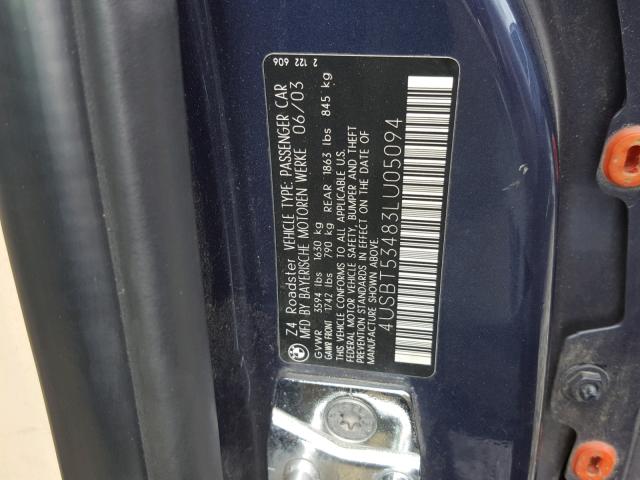 Z4 Roadster VEHICLE TYPE: PASSENGER CAR
MFD BY BAYERISCHE MOTOREN WERKE 06/03
GVWR 3594 lbs 1630 kg
GAWR FRONT 1742 lbs 790 kg REAR 1863 lbs 845 kg
THIS VEHICLE CONFORMS TO ALL APPLICABLE U.S.
FEDERAL MOTOR VEHICLE SAFETY, BUMPER AND THEFT
PREVENTION STANDARDS IN EFFECT ON THE DATE OF
MANUFACTURE SHOWN ABOVE.
4USBT53483LU05094
2 122 606